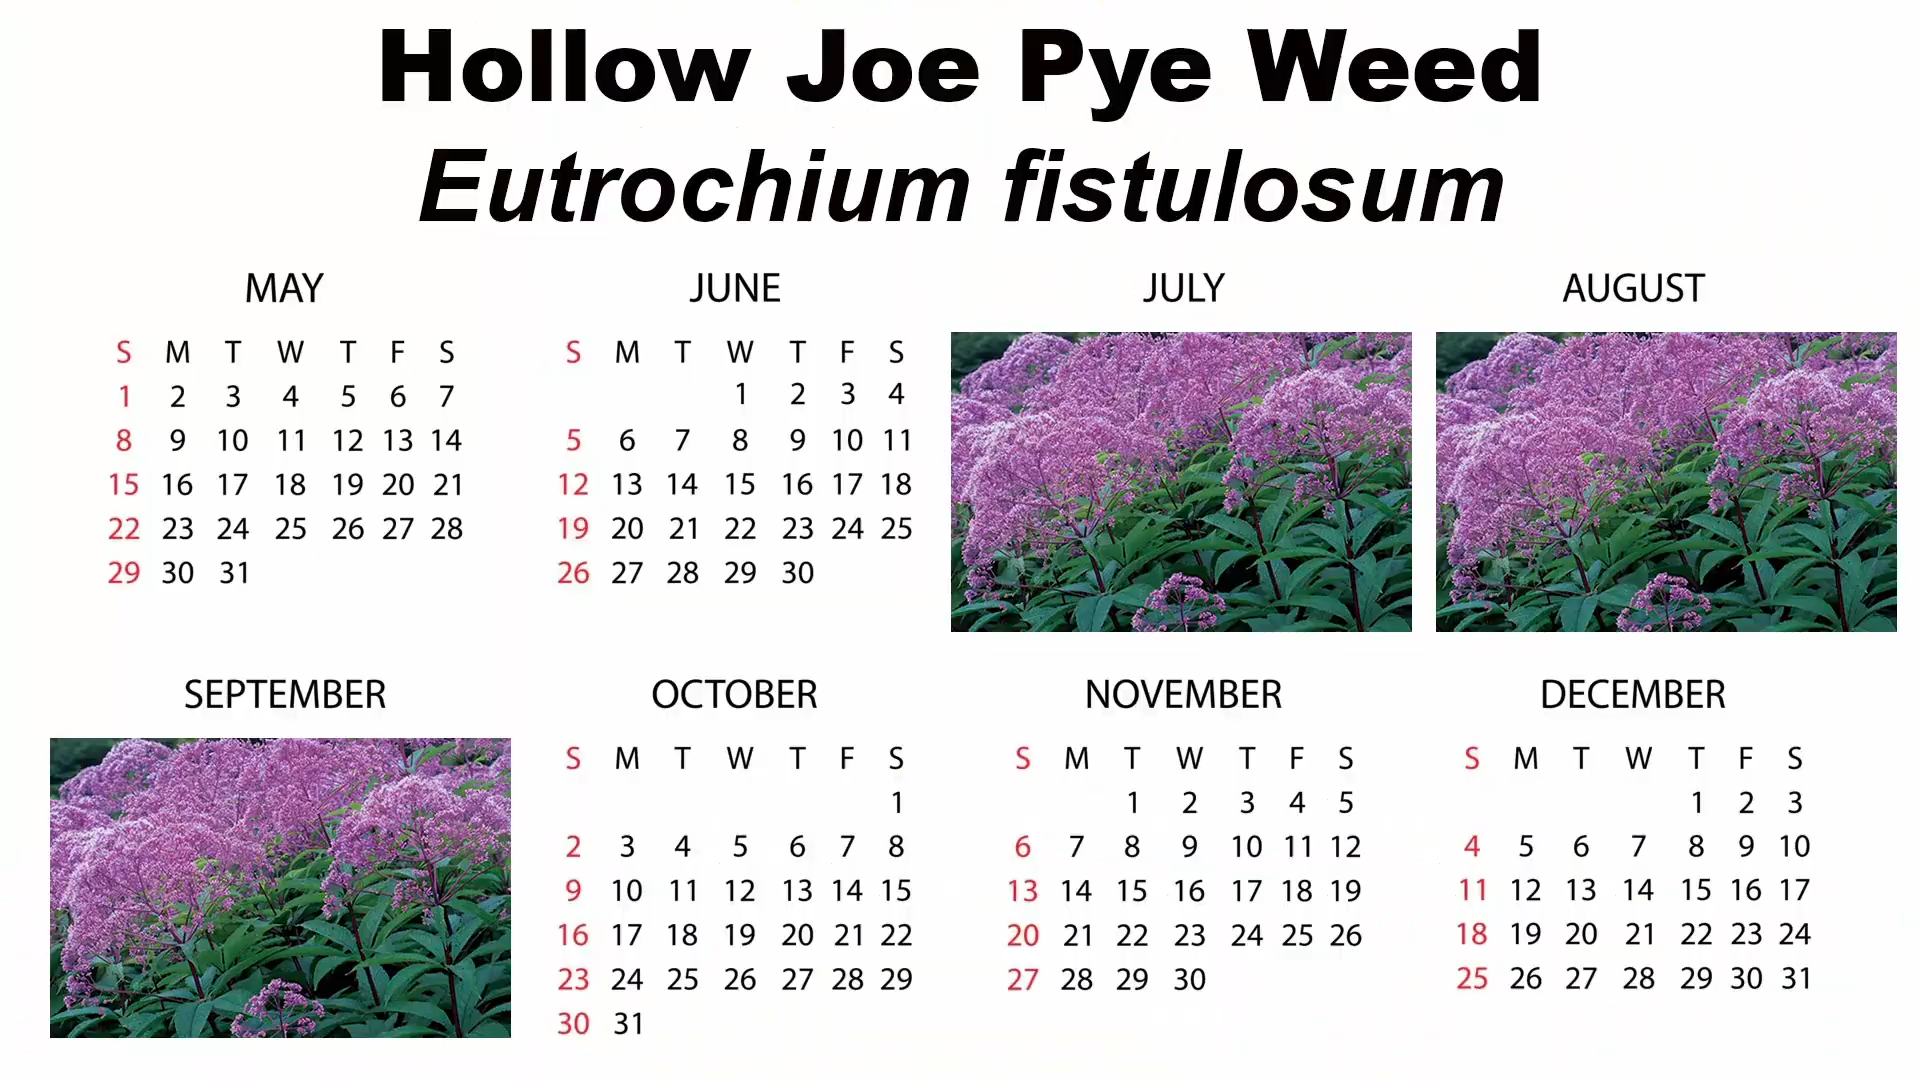 Hollow Joe Pye Weed
Eutrochium fistulosum
MAY
S M T W T F S
1 2 3 4 5 6 7
8 9 10 11 12 13 14
15 16 17 18 19 20 21
22 23 24 25 26 27 28
29 30 31
JUNE
S M T W T F S
1 2 3 4
5 6 7 8 9 10 11
12 13 14 15 16 17 18
19 20 21 22 23 24 25
26 27 28 29 30
JULY
AUGUST
SEPTEMBER
OCTOBER
S M T W T F S
1
2 3 4 5 6 7 8
9 10 11 12 13 14 15
16 17 18 19 20 21 22
23 24 25 26 27 28 29
30 31
NOVEMBER
S M T W T F S
1 2 3 4 5
6 7 8 9 10 11 12
13 14 15 16 17 18 19
20 21 22 23 24 25 26
27 28 29 30
DECEMBER
S M T W T F S
1 2 3
4 5 6 7 8 9 10
11 12 13 14 15 16 17
18 19 20 21 22 23 24
25 26 27 28 29 30 31